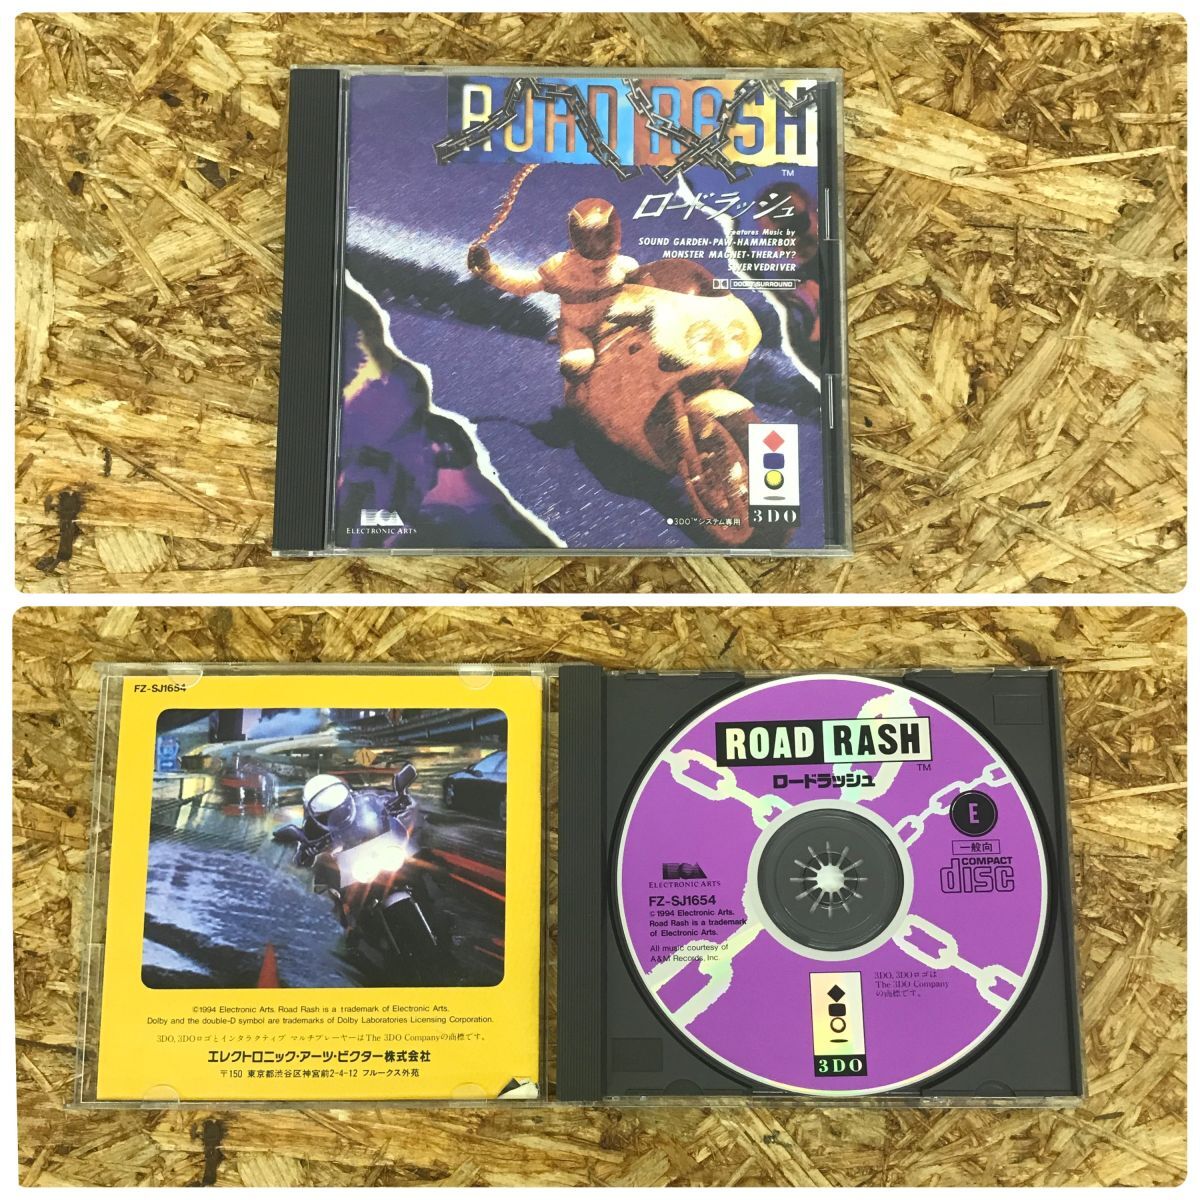 ROAD RASH
TM
ロードラッシュ
Features Music by
SOUND GARDEN-PAW-HAMMERBOX
MONSTER MAGNET-THERAPY?
SWERVEDRIVER
DOLBY SURROUND
ELECTRONIC ARTS
●3DO™システム専用
3DO
FZ-SJ1654
©1994 Electronic Arts. Road Rash is a trademark of Electronic Arts.
Dolby and the double-D symbol are trademarks of Dolby Laboratories Licensing Corporation.
3DO, 3DOロゴとインタラクティブ マルチプレーヤーはThe 3DO Companyの商標です。
エレクトロニック・アーツ・ビクター株式会社
〒150 東京都渋谷区神宮前2-4-12 フルークス外苑
ROAD RASH
TM
ロードラッシュ
E
一般向
COMPACT
disc
ELECTRONIC ARTS
FZ-SJ1654
©1994 Electronic Arts.
Road Rash is a trademark
of Electronic Arts.
All music courtesy of
A&M Records, Inc.
3DO, 3DOロゴは
The 3DO Company
の商標です。
3DO